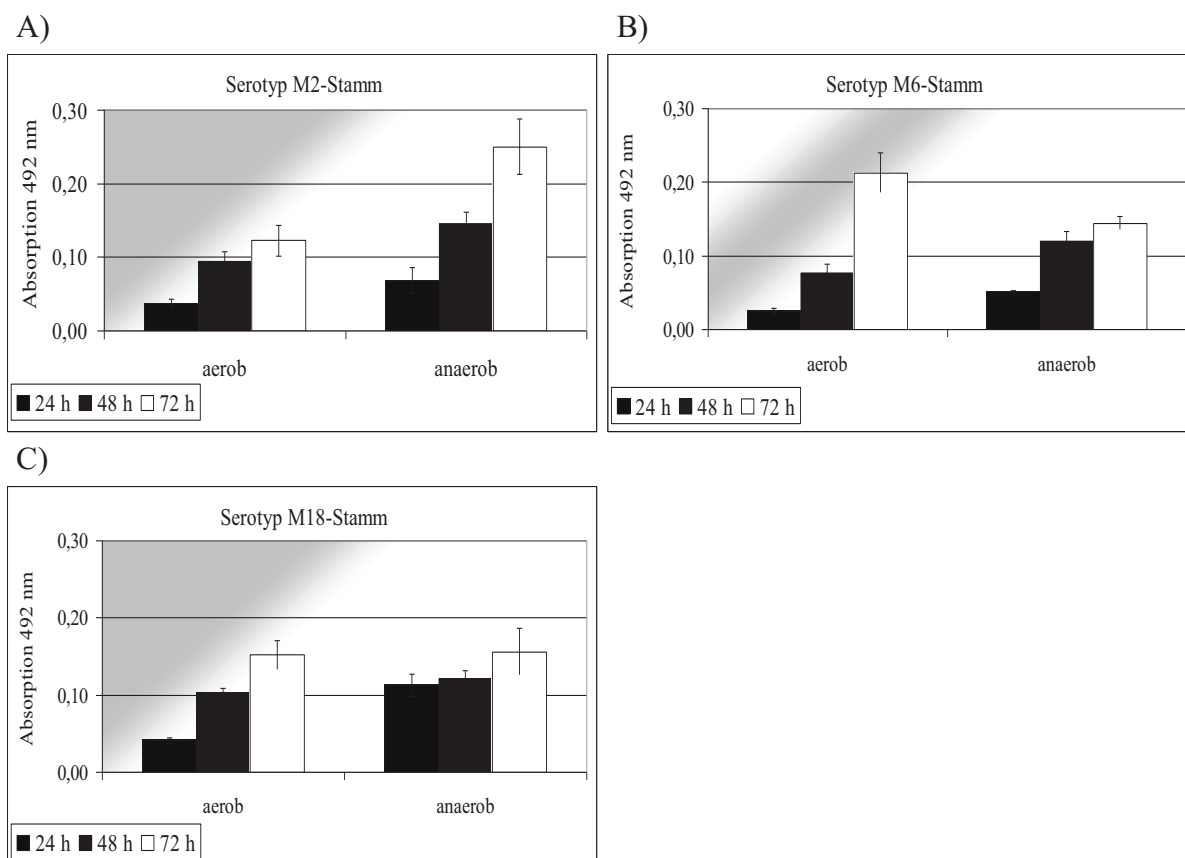 A)
Serotyp M2-Stamm
Absorption 492 nm
0,30
0,20
0,10
0,00
aerob anaerob
24 h 48 h 72 h
B)
Serotyp M6-Stamm
Absorption 492 nm
0,30
0,20
0,10
0,00
aerob anaerob
24 h 48 h 72 h
C)
Serotyp M18-Stamm
Absorption 492 nm
0,30
0,20
0,10
0,00
aerob anaerob
24 h 48 h 72 h